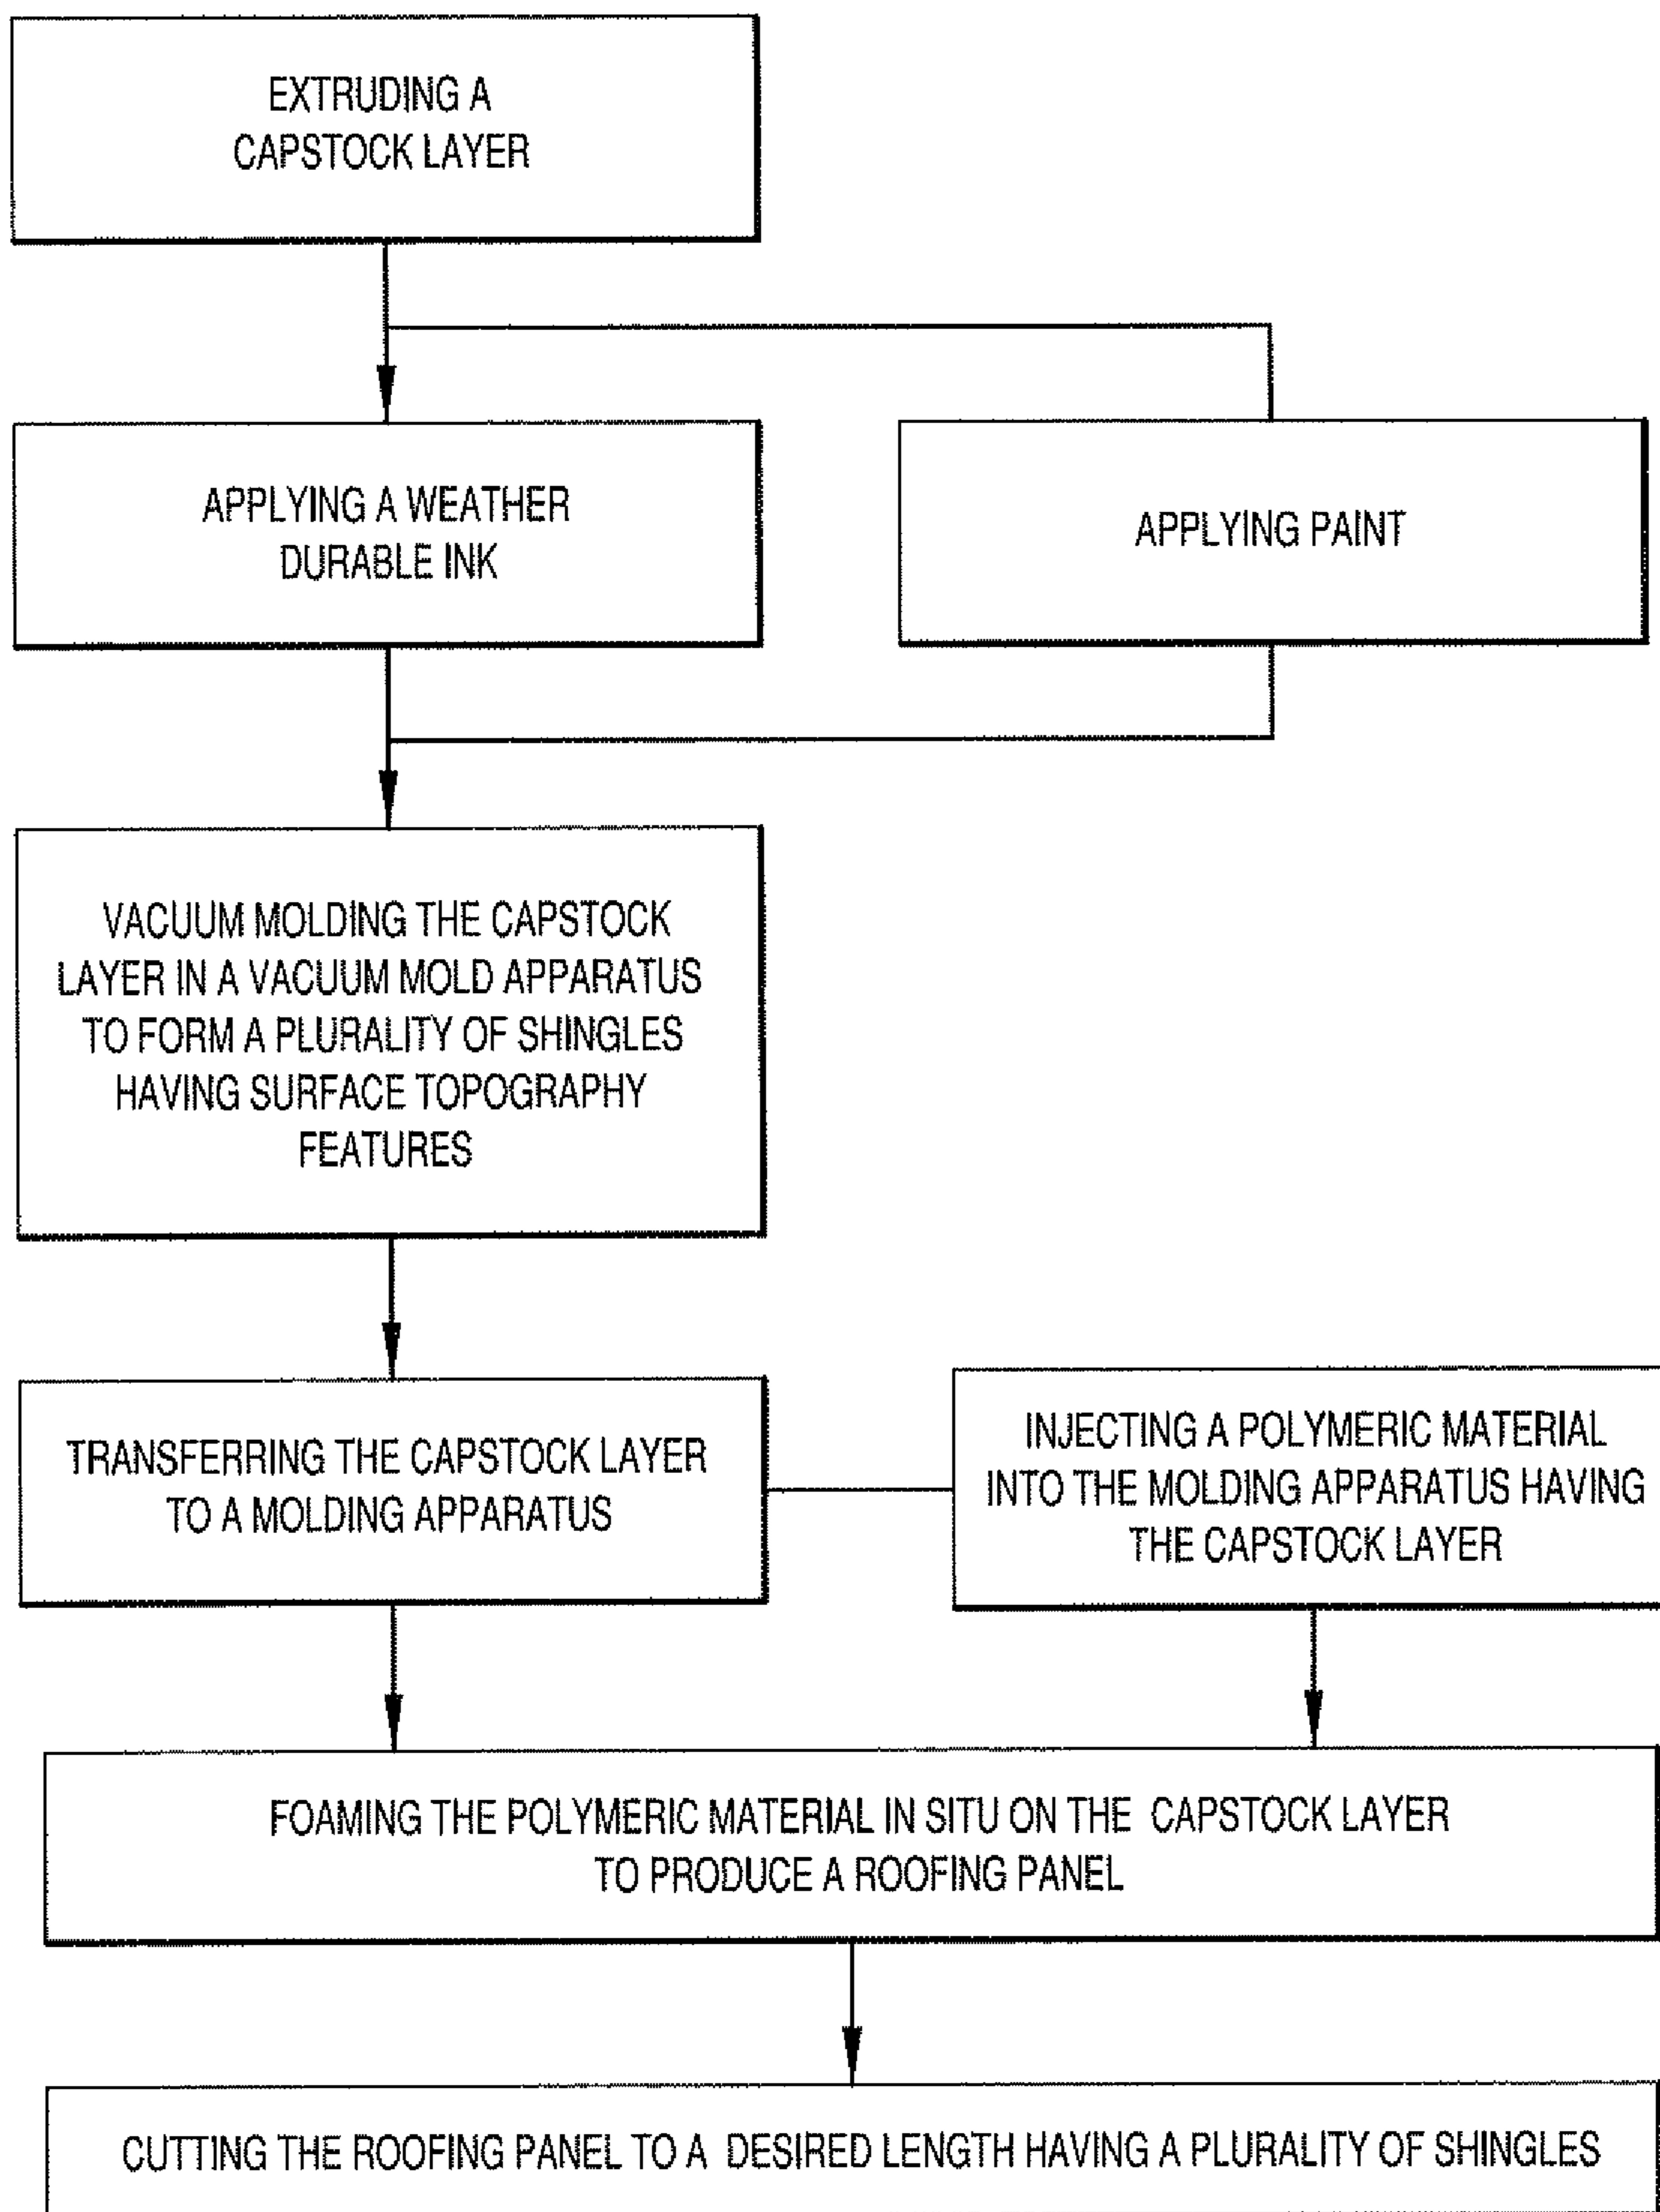 EXTRUDING A
CAPSTOCK LAYER
APPLYING A WEATHER
DURABLE INK
APPLYING PAINT
VACUUM MOLDING THE CAPSTOCK
LAYER IN A VACUUM MOLD APPARATUS
TO FORM A PLURALITY OF SHINGLES
HAVING SURFACE TOPOGRAPHY
FEATURES
TRANSFERRING THE CAPSTOCK LAYER
TO A MOLDING APPARATUS
INJECTING A POLYMERIC MATERIAL
INTO THE MOLDING APPARATUS HAVING
THE CAPSTOCK LAYER
FOAMING THE POLYMERIC MATERIAL IN SITU ON THE CAPSTOCK LAYER
TO PRODUCE A ROOFING PANEL
CUTTING THE ROOFING PANEL TO A DESIRED LENGTH HAVING A PLURALITY OF SHINGLES